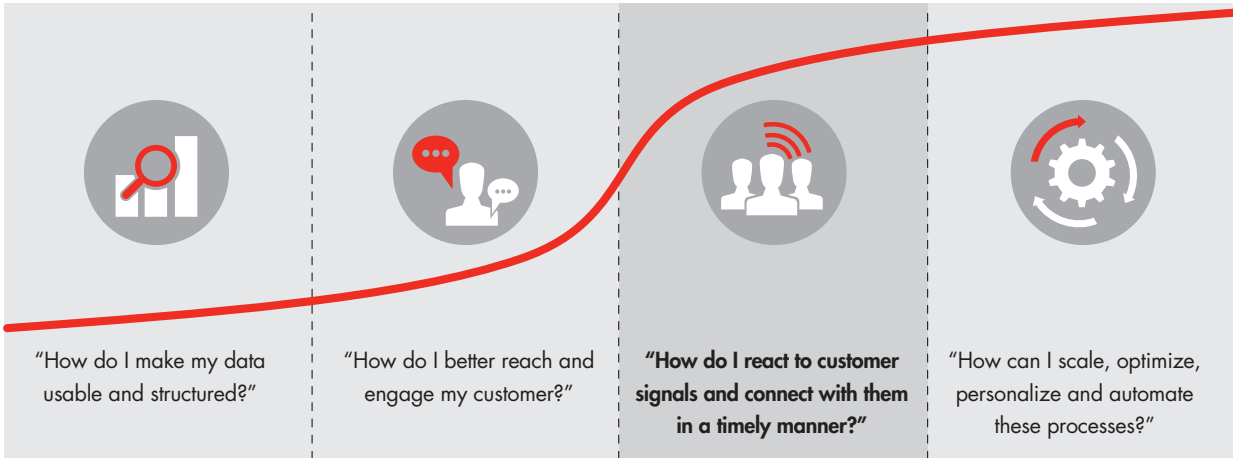 “How do I make my data
usable and structured?”
“How do I better reach and
engage my customer?”
“How do I react to customer
signals and connect with them
in a timely manner?”
“How can I scale, optimize,
personalize and automate
these processes?”